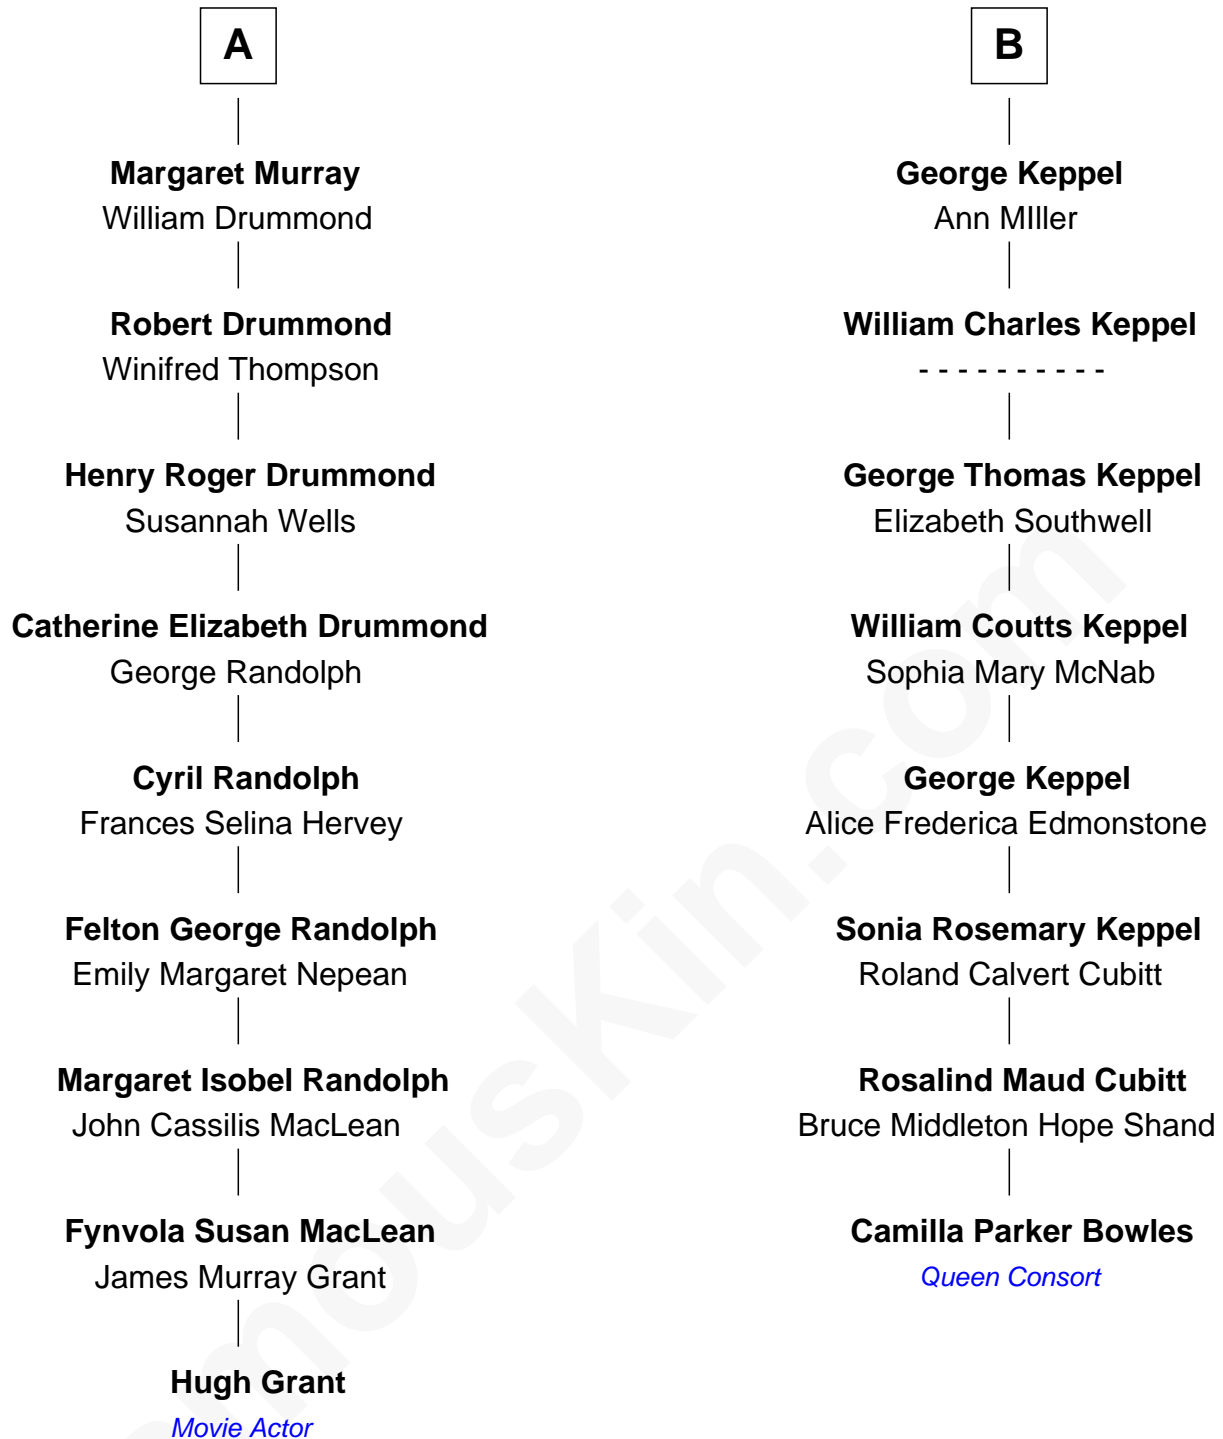 A
Margaret Murray
William Drummond
Robert Drummond
Winifred Thompson
Henry Roger Drummond
Susannah Wells
Catherine Elizabeth Drummond
George Randolph
Cyril Randolph
Frances Selina Hervey
Felton George Randolph
Emily Margaret Nepean
Margaret Isobel Randolph
John Cassilis MacLean
Fynvola Susan MacLean
James Murray Grant
Hugh Grant
Movie Actor
B
George Keppel
Ann MIller
William Charles Keppel
- - - - - - - - - -
George Thomas Keppel
Elizabeth Southwell
William Coutts Keppel
Sophia Mary McNab
George Keppel
Alice Frederica Edmonstone
Sonia Rosemary Keppel
Roland Calvert Cubitt
Rosalind Maud Cubitt
Bruce Middleton Hope Shand
Camilla Parker Bowles
Queen Consort
mouskin.com